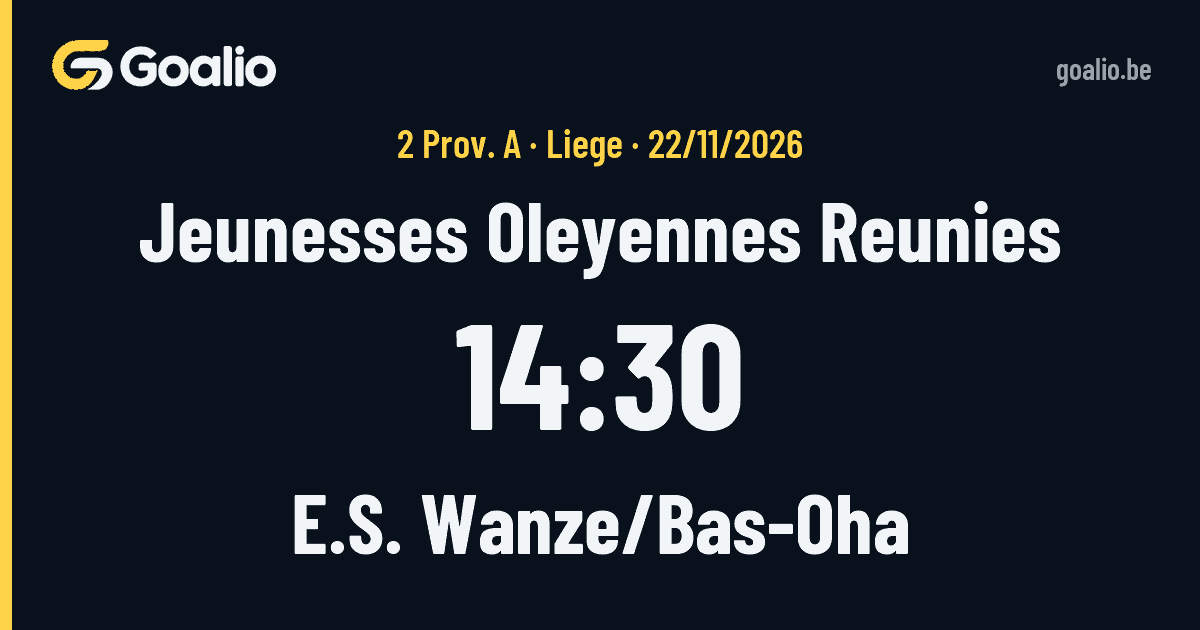 Goalio
goalio.be
2 Prov. A · Liege · 22/11/2026
Jeunesses Oleyennes Reunies
14:30
E.S. Wanze/Bas-Oha